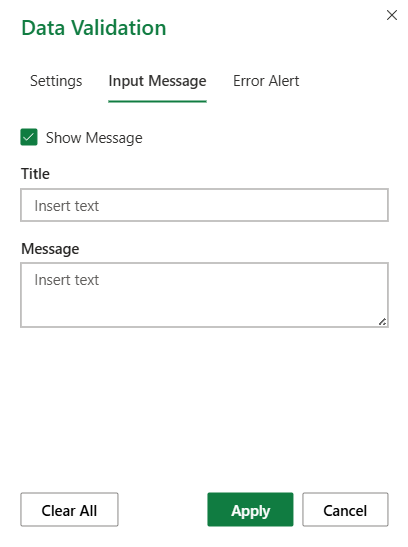 Data Validation
Settings Input Message Error Alert
Show Message
Title
Insert text
Message
Insert text
Clear All Apply Cancel